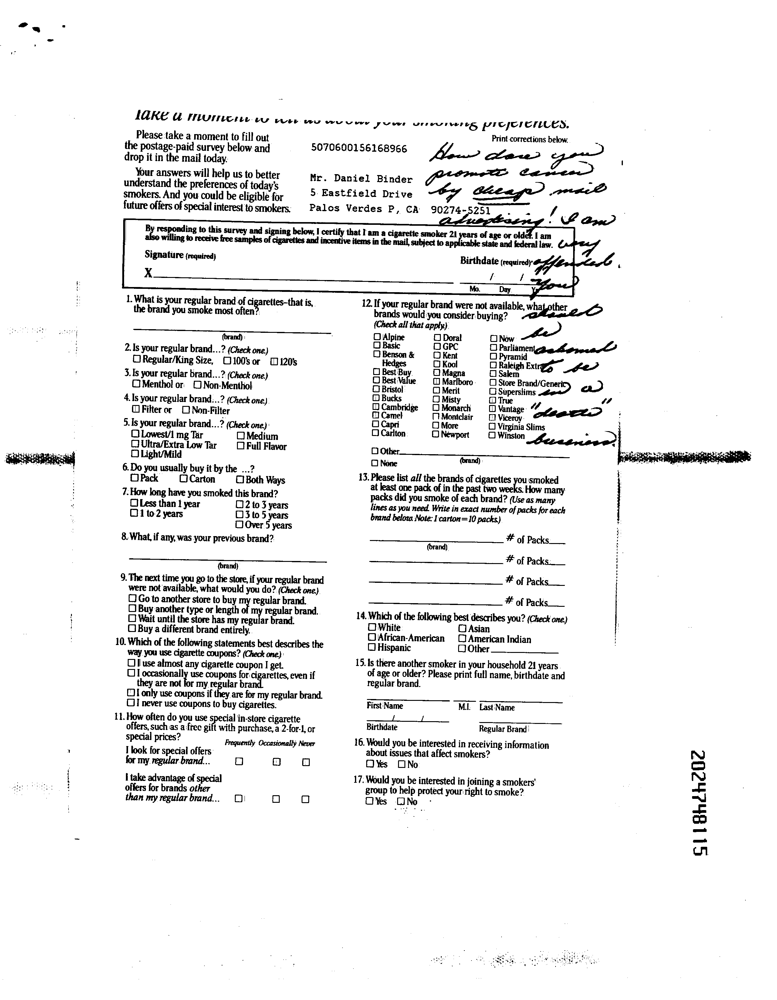 Take a moment to tell us about your smoking preferences.
Please take a moment to fill out
the postage-paid survey below and
drop it in the mail today.
Your answers will help us to better
understand the preferences of today's
smokers. And you could be eligible for
future offers of special interest to smokers.
5070600156168966
Mr. Daniel Binder
5 Eastfield Drive
Palos Verdes P, CA 90274-5251
Print corrections below.
How dare you
promote cancer
by cheap mail
advertising! I am
very
offended.
You
should
be
ashamed
to be
in a
"death"
business.
By responding to this survey and signing below, I certify that I am a cigarette smoker 21 years of age or older. I am
also willing to receive free samples of cigarettes and incentive items in the mail, subject to applicable state and federal law.
Signature (required)
Birthdate (required)
X
/ /
Mo. Day
1. What is your regular brand of cigarettes–that is,
the brand you smoke most often?
(brand)
2. Is your regular brand...? (Check one.)
☐ Regular/King Size, ☐ 100's or ☐ 120's
3. Is your regular brand...? (Check one.)
☐ Menthol or ☐ Non-Menthol
4. Is your regular brand...? (Check one.)
☐ Filter or ☐ Non-Filter
5. Is your regular brand...? (Check one.)
☐ Lowest/1 mg Tar ☐ Medium
☐ Ultra/Extra Low Tar ☐ Full Flavor
☐ Light/Mild
6. Do you usually buy it by the ...?
☐ Pack ☐ Carton ☐ Both Ways
7. How long have you smoked this brand?
☐ Less than 1 year ☐ 2 to 3 years
☐ 1 to 2 years ☐ 3 to 5 years
☐ Over 5 years
8. What, if any, was your previous brand?
(brand)
9. The next time you go to the store, if your regular brand
were not available, what would you do? (Check one.)
☐ Go to another store to buy my regular brand.
☐ Buy another type or length of my regular brand.
☐ Wait until the store has my regular brand.
☐ Buy a different brand entirely.
10. Which of the following statements best describes the
way you use cigarette coupons? (Check one.)
☐ I use almost any cigarette coupon I get.
☐ I occasionally use coupons for cigarettes, even if
they are not for my regular brand.
☐ I only use coupons if they are for my regular brand.
☐ I never use coupons to buy cigarettes.
11. How often do you use special in-store cigarette
offers, such as a free gift with purchase, a 2-for-1, or
special prices?
Frequently Occasionally Never
I look for special offers
for my regular brand... ☐ ☐ ☐
I take advantage of special
offers for brands other
than my regular brand... ☐ ☐ ☐
12. If your regular brand were not available, what other
brands would you consider buying?
(Check all that apply.)
☐ Alpine ☐ Doral ☐ Now
☐ Basic ☐ GPC ☐ Parliament
☐ Benson & ☐ Kent ☐ Pyramid
Hedges ☐ Kool ☐ Raleigh Extra
☐ Best Buy ☐ Magna ☐ Salem
☐ Best Value ☐ Marlboro ☐ Store Brand/Generic
☐ Bristol ☐ Merit ☐ Superslims
☐ Bucks ☐ Misty ☐ True
☐ Cambridge ☐ Monarch ☐ Vantage
☐ Camel ☐ Montclair ☐ Viceroy
☐ Capri ☐ More ☐ Virginia Slims
☐ Carlton ☐ Newport ☐ Winston
☐ Other
☐ None (brand)
13. Please list all the brands of cigarettes you smoked
at least one pack of in the past two weeks. How many
packs did you smoke of each brand? (Use as many
lines as you need. Write in exact number of packs for each
brand below. Note: 1 carton=10 packs.)
# of Packs
(brand)
# of Packs
# of Packs
# of Packs
14. Which of the following best describes you? (Check one.)
☐ White ☐ Asian
☐ African-American ☐ American Indian
☐ Hispanic ☐ Other
15. Is there another smoker in your household 21 years
of age or older? Please print full name, birthdate and
regular brand.
First Name M.I. Last Name
/ /
Birthdate Regular Brand
16. Would you be interested in receiving information
about issues that affect smokers?
☐ Yes ☐ No
17. Would you be interested in joining a smokers'
group to help protect your right to smoke?
☐ Yes ☐ No
2024748115